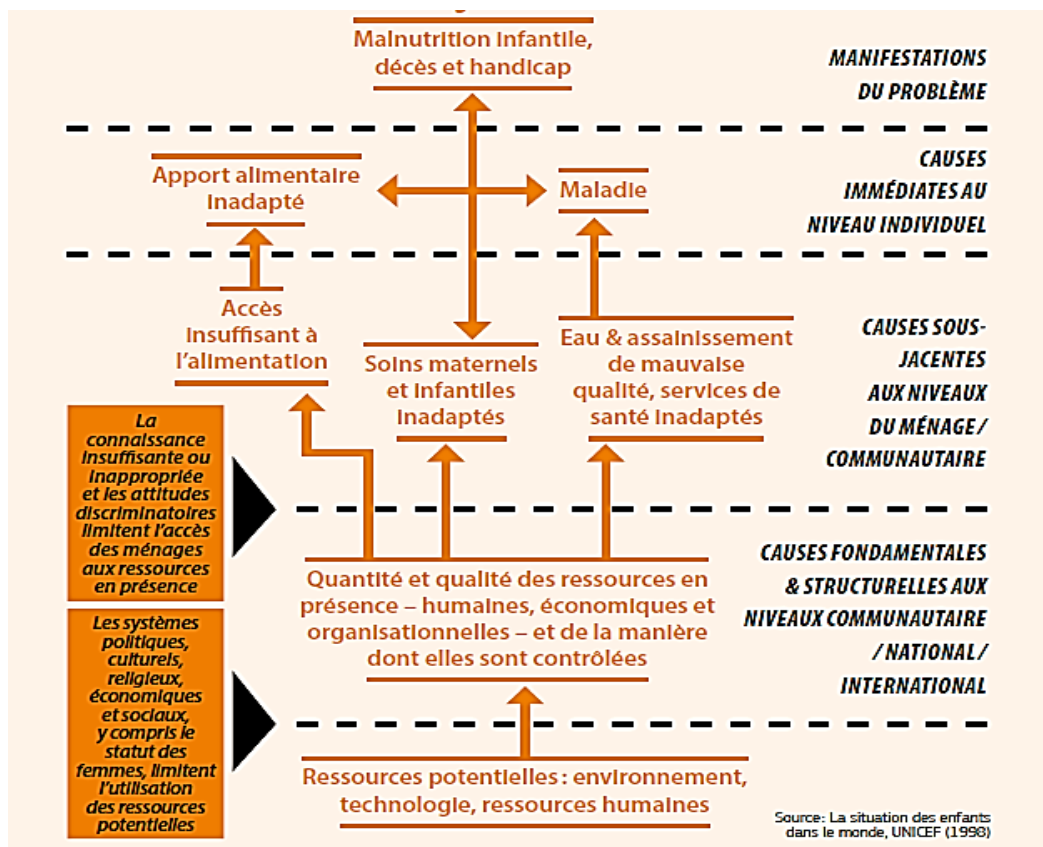 Malnutrition infantile,
décès et handicap
MANIFESTATIONS
DU PROBLÈME
Apport alimentaire
inadapté
Maladie
CAUSES
IMMÉDIATES AU
NIVEAU INDIVIDUEL
Accès
insuffisant à
l'alimentation
Soins maternels
et infantiles
inadaptés
Eau & assainissement
de mauvaise
qualité, services de
santé inadaptés
CAUSES SOUS-
JACENTES
AUX NIVEAUX
DU MÉNAGE /
COMMUNAUTAIRE
La
connaissance
insuffisante ou
inappropriée
et les attitudes
discriminatoires
limitent l'accès
des ménages
aux ressources
en présence
Quantité et qualité des ressources en
présence – humaines, économiques et
organisationnelles – et de la manière
dont elles sont contrôlées
CAUSES FONDAMENTALES
& STRUCTURELLES AUX
NIVEAUX COMMUNAUTAIRE
/ NATIONAL /
INTERNATIONAL
Les systèmes
politiques,
culturels,
religieux,
économiques
et sociaux,
y compris le
statut des
femmes, limitent
l'utilisation
des ressources
potentielles
Ressources potentielles : environnement,
technologie, ressources humaines
Source: La situation des enfants
dans le monde, UNICEF (1998)